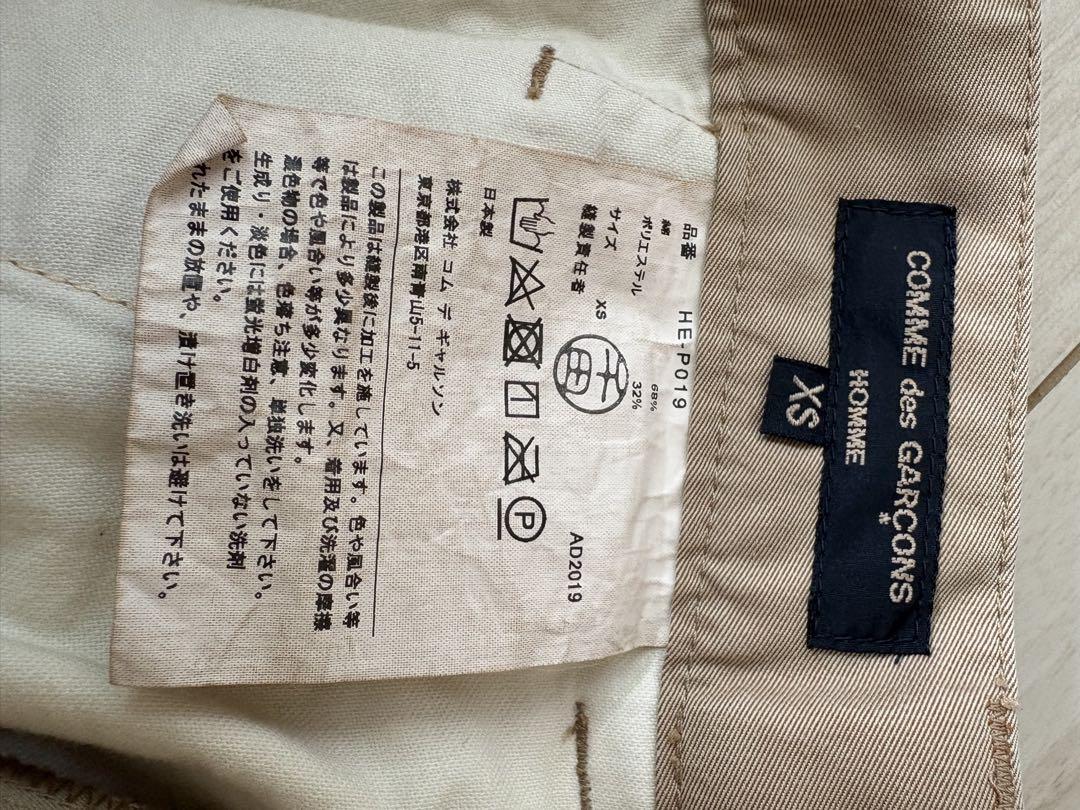 COMME des GARÇONS
*
HOMME
XS
品番 HE-P019
綿 68%
ポリエステル 32%
サイズ XS
縫製責任者
AD2019
P
日本製
株式会社 コム デ ギャルソン
東京都港区南青山5-11-5
この製品は縫製後に加工を施しています。色や風合い等
は製品により多少異なります。又、着用及び洗濯の摩擦
等で色や風合い等が多少変化します。
濃色物の場合、色落ち注意、単独洗いをして下さい。
生成り・淡色には蛍光増白剤の入っていない洗剤
をご使用ください。
れたままの放置や、漬け置き洗いは避けて下さい。